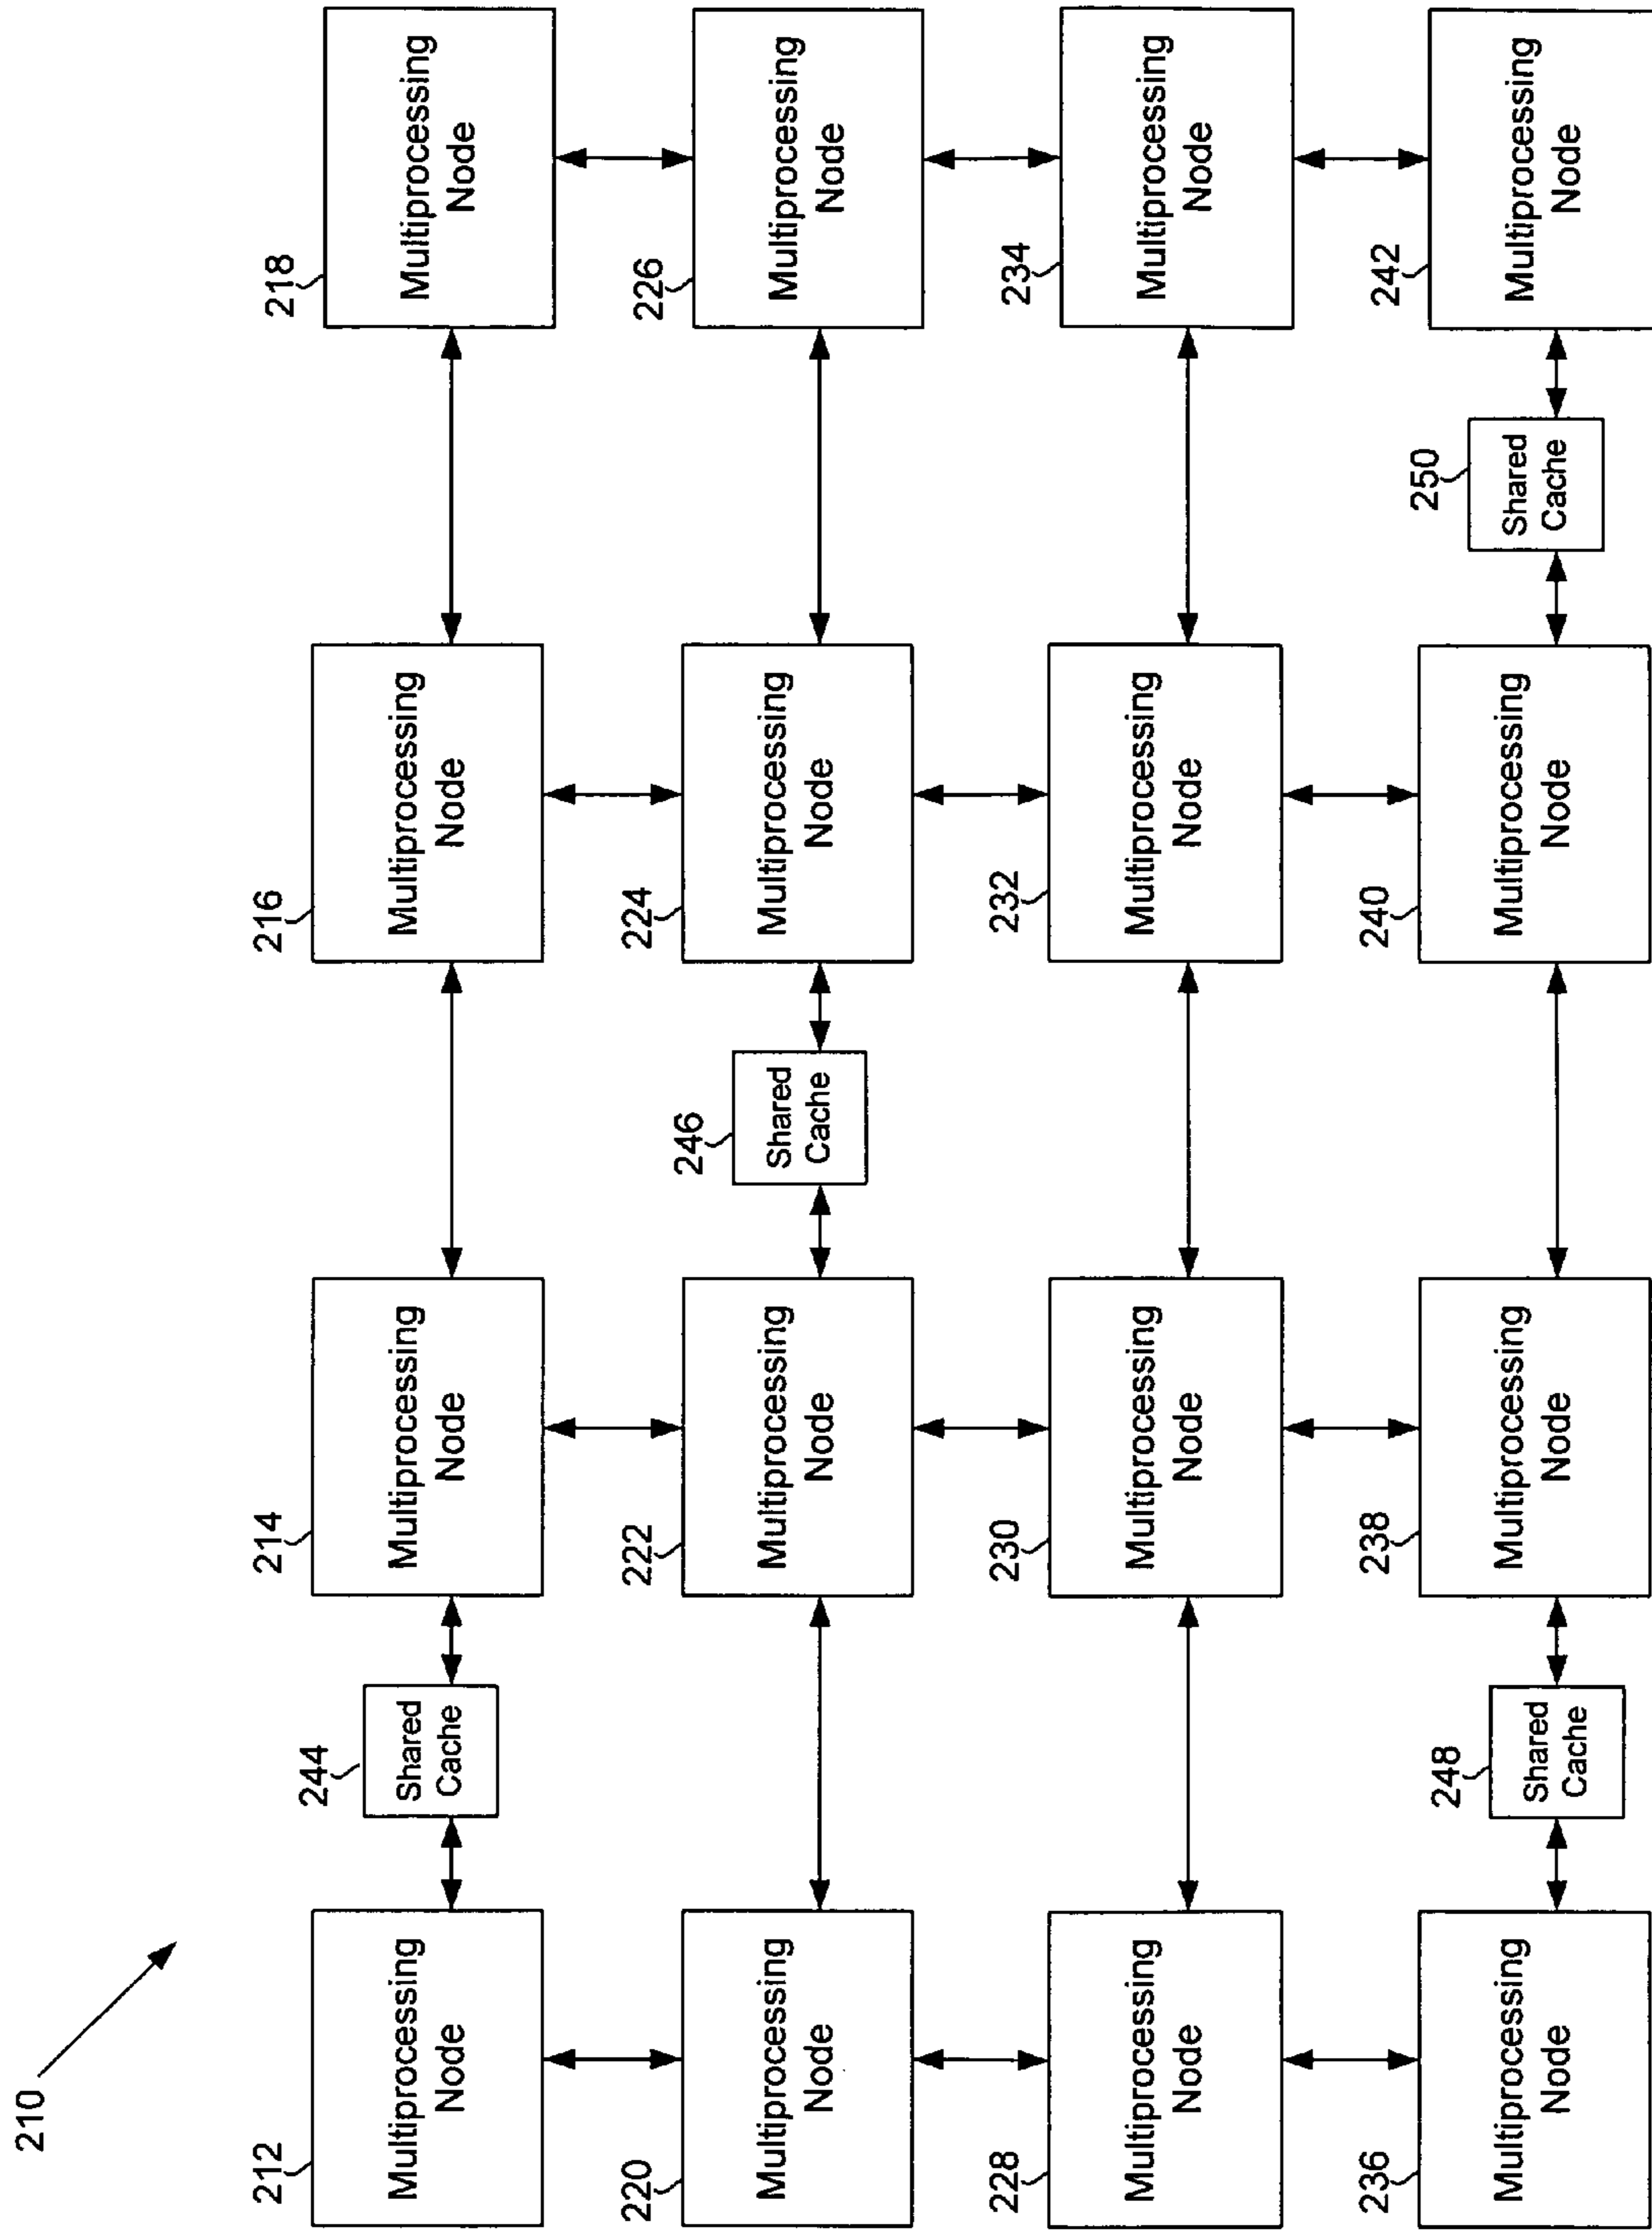 210
212
Multiprocessing
Node
244
Shared
Cache
214
Multiprocessing
Node
216
Multiprocessing
Node
218
Multiprocessing
Node
220
Multiprocessing
Node
222
Multiprocessing
Node
246
Shared
Cache
224
Multiprocessing
Node
226
Multiprocessing
Node
228
Multiprocessing
Node
230
Multiprocessing
Node
232
Multiprocessing
Node
234
Multiprocessing
Node
236
Multiprocessing
Node
248
Shared
Cache
238
Multiprocessing
Node
240
Multiprocessing
Node
250
Shared
Cache
242
Multiprocessing
Node